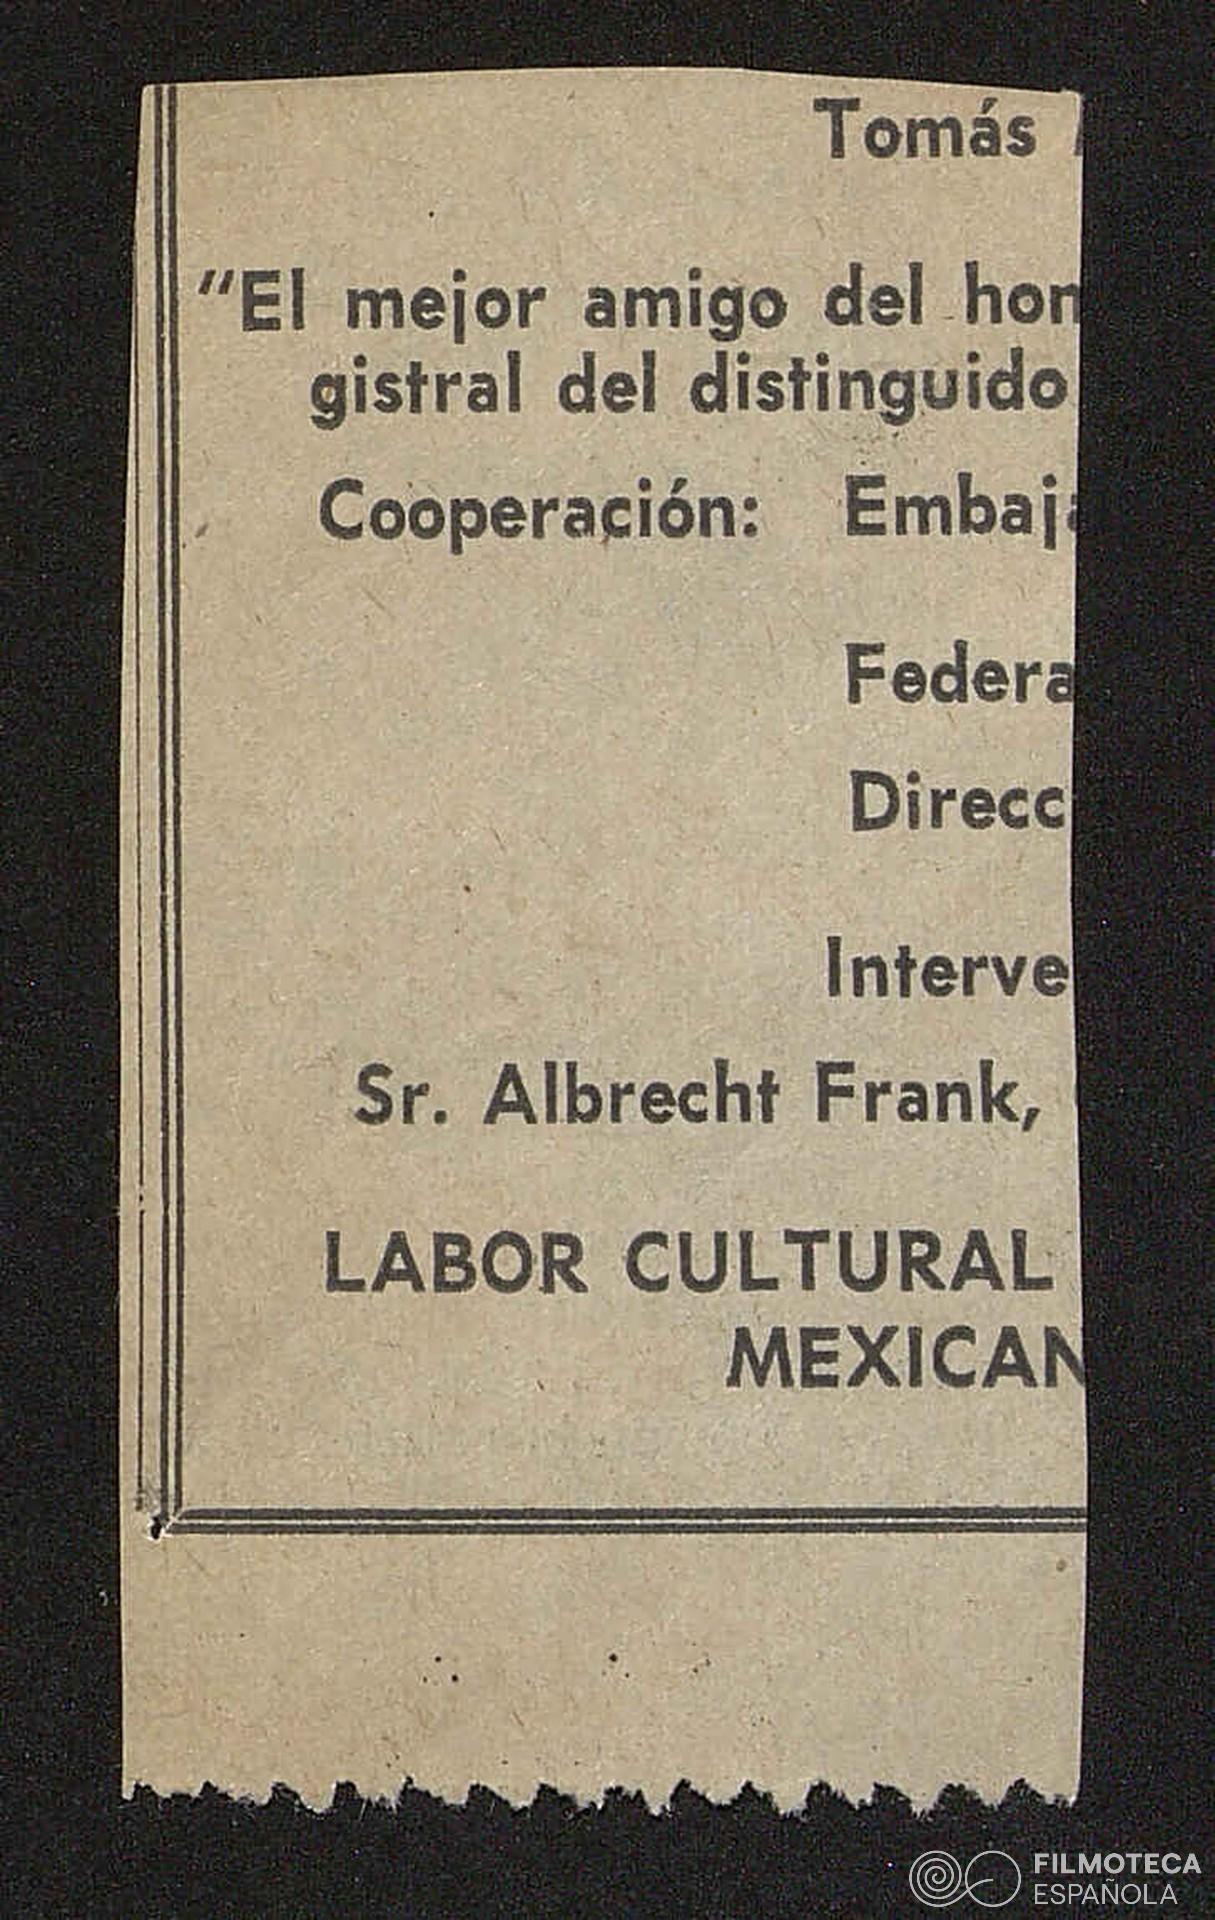 Tomás
"El mejor amigo del hom
gistral del distinguido
Cooperación: Embaja
Federa
Direcc
Interve
Sr. Albrecht Frank,
LABOR CULTURAL
MEXICAN
FILMOTECA
ESPAÑOLA